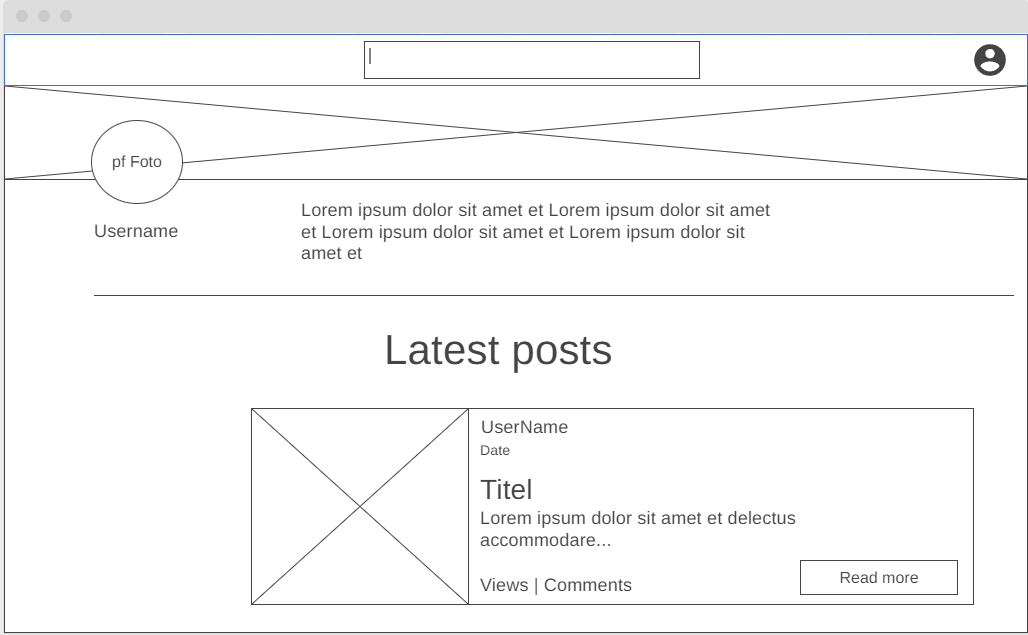 pf Foto
Username
Lorem ipsum dolor sit amet et Lorem ipsum dolor sit amet
et Lorem ipsum dolor sit amet et Lorem ipsum dolor sit
amet et
Latest posts
UserName
Date
Titel
Lorem ipsum dolor sit amet et delectus
accommodare...
Views | Comments
Read more